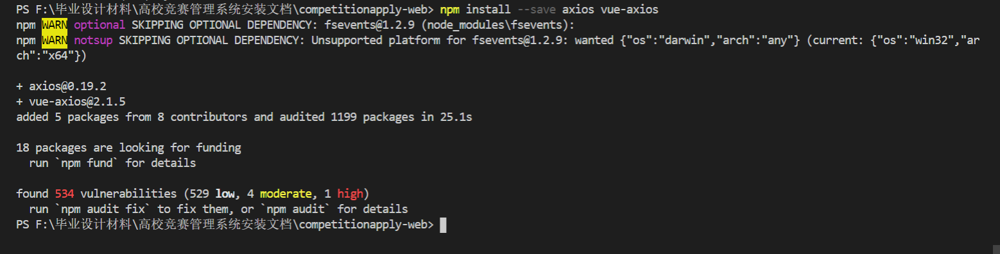 PS F:\毕业设计材料\高校竞赛管理系统安装文档\competitionapply-web> npm install --save axios vue-axios
npm WARN optional SKIPPING OPTIONAL DEPENDENCY: fsevents@1.2.9 (node_modules\fsevents):
npm WARN notsup SKIPPING OPTIONAL DEPENDENCY: Unsupported platform for fsevents@1.2.9: wanted {"os":"darwin","arch":"any"} (current: {"os":"win32","ar
ch":"x64"})
+ axios@0.19.2
+ vue-axios@2.1.5
added 5 packages from 8 contributors and audited 1199 packages in 25.1s
18 packages are looking for funding
  run `npm fund` for details
found 534 vulnerabilities (529 low, 4 moderate, 1 high)
  run `npm audit fix` to fix them, or `npm audit` for details
PS F:\毕业设计材料\高校竞赛管理系统安装文档\competitionapply-web>